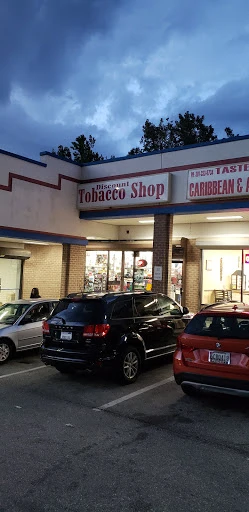 Discount
Tobacco Shop
TASTE
CARIBBEAN & A